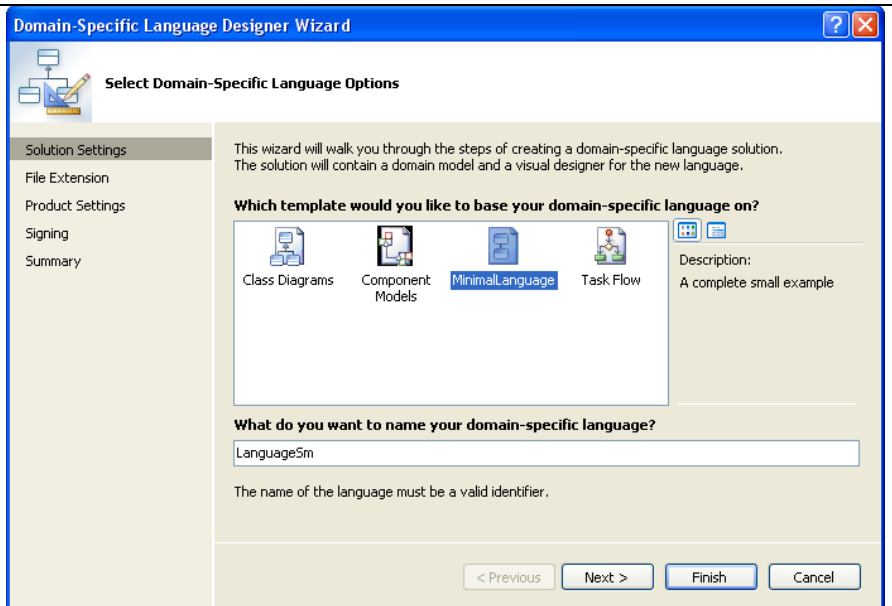 Domain-Specific Language Designer Wizard
Select Domain-Specific Language Options
Solution Settings
File Extension
Product Settings
Signing
Summary
This wizard will walk you through the steps of creating a domain-specific language solution.
The solution will contain a domain model and a visual designer for the new language.
Which template would you like to base your domain-specific language on?
Class Diagrams
Component
Models
MinimalLanguage
Task Flow
Description:
A complete small example
What do you want to name your domain-specific language?
LanguageSm
The name of the language must be a valid identifier.
< Previous
Next >
Finish
Cancel